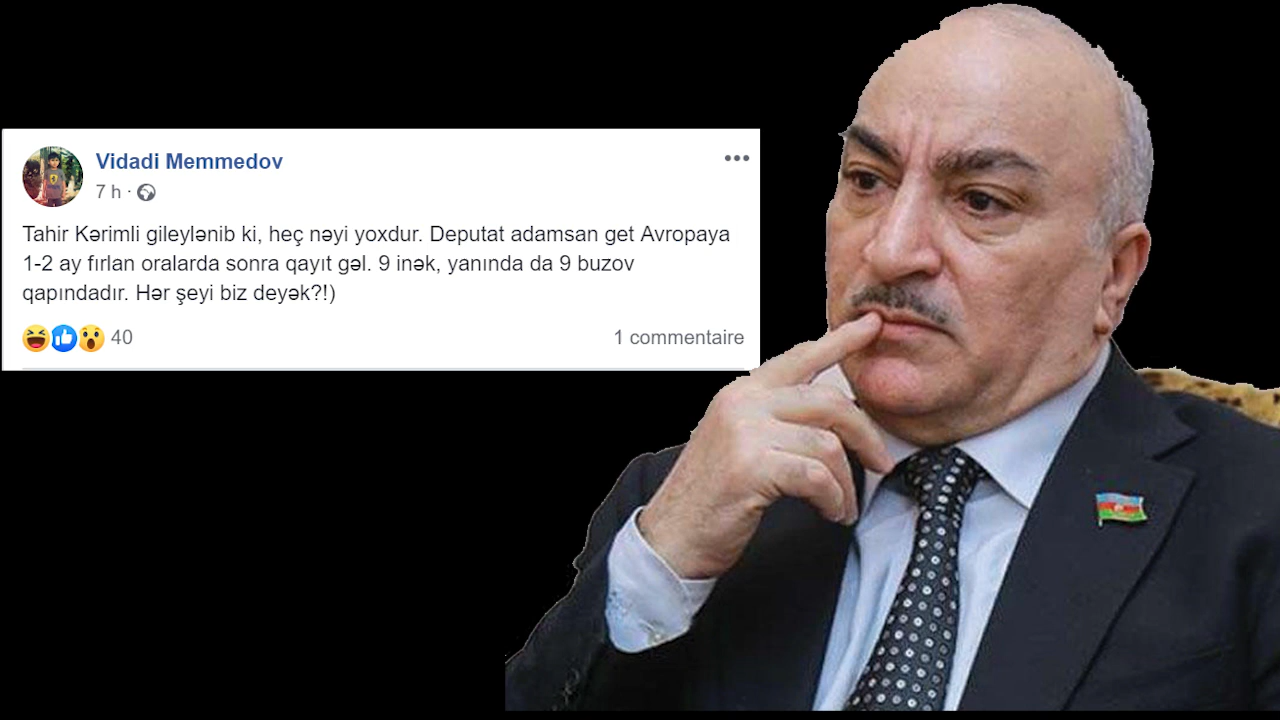 Vidadi Memmedov
7 h ·
Tahir Kərimli gileylənib ki, heç nəyi yoxdur. Deputat adamsan get Avropaya
1-2 ay fırlan oralarda sonra qayıt gəl. 9 inək, yanında da 9 buzov
qapındadır. Hər şeyi biz deyək?!)
40
1 commentaire